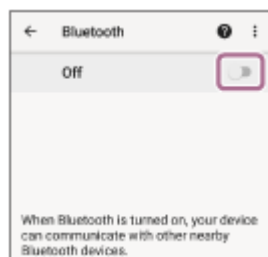 Bluetooth
Off
When Bluetooth is turned on, your device
can communicate with other nearby
Bluetooth devices.